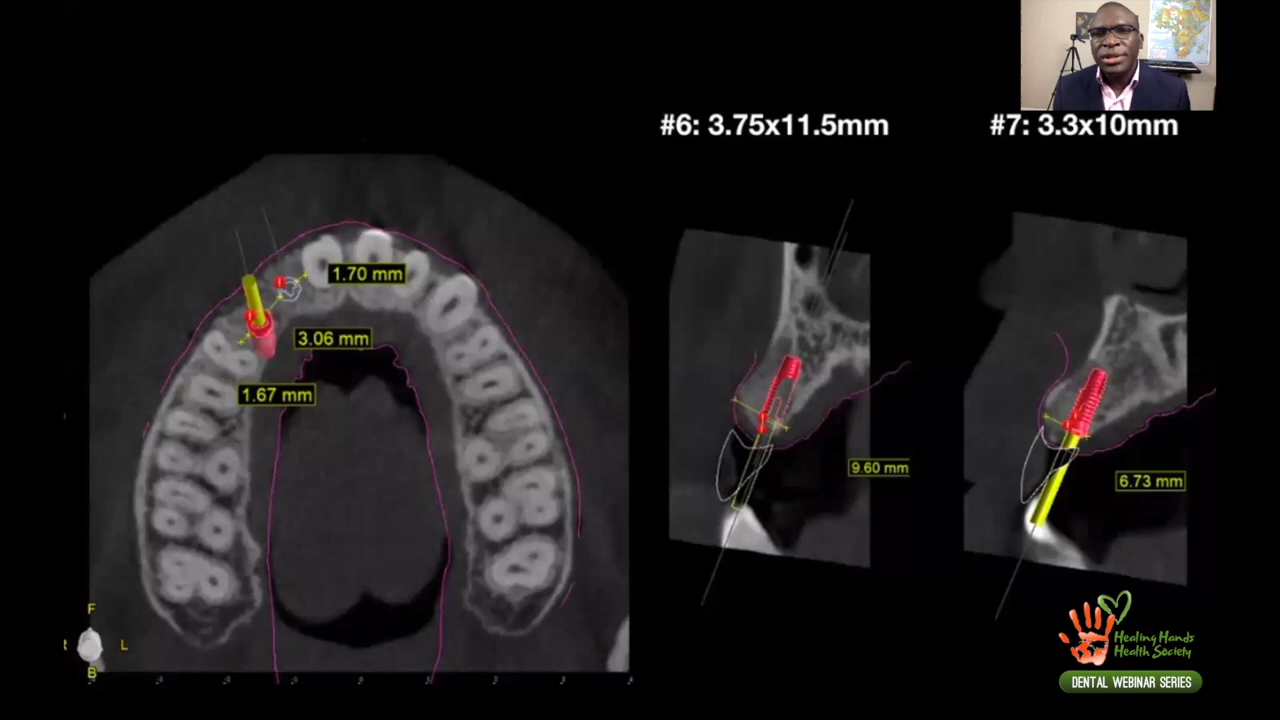 #6: 3.75x11.5mm
#7: 3.3x10mm
1.70 mm
3.06 mm
1.67 mm
9.60 mm
6.73 mm
F
L
B
Healing Hands
Health Society
DENTAL WEBINAR SERIES